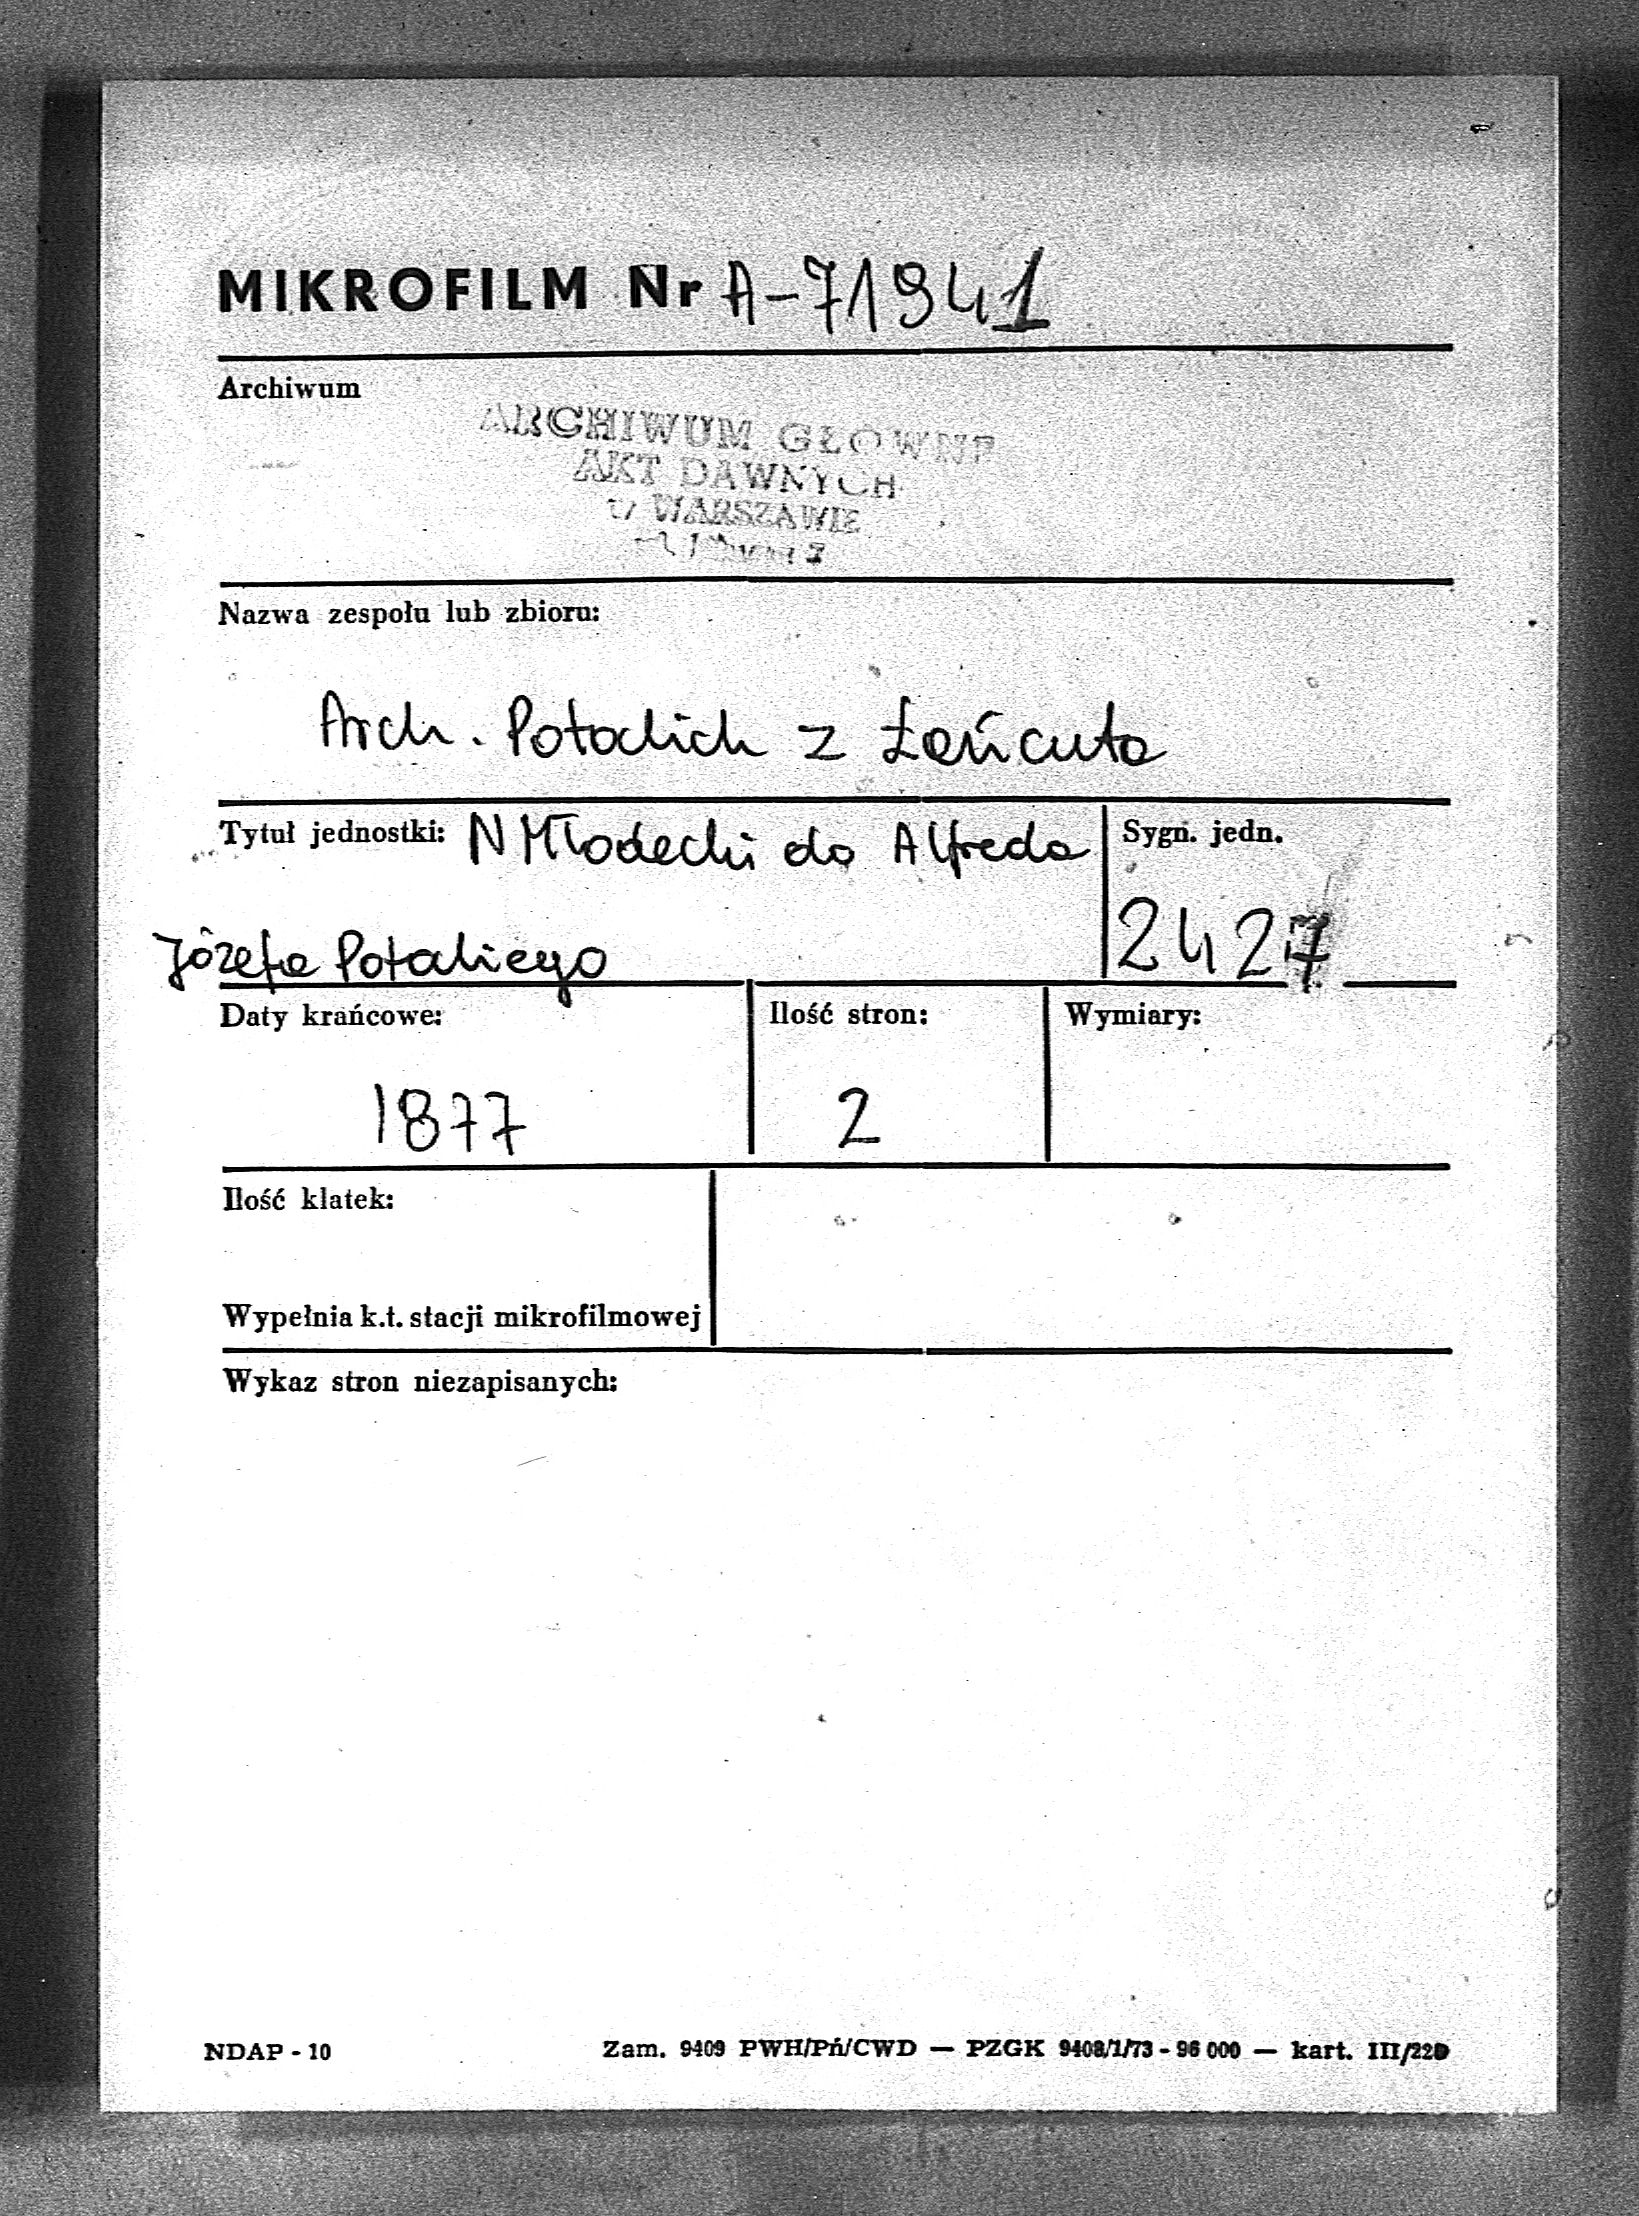 MIKROFILM Nr A-71941
Archiwum
ARCHIWUM GŁOWNE
AKT DAWNYCH
w WARSZAWIE
7
Nazwa zespołu lub zbioru:
Arch. Potockich z Łańcuta
Tytuł jednostki: N Młodecki do Alfreda
Sygn. jedn.
2427
Józefa Potockiego
Daty krańcowe:
Ilość stron:
Wymiary:
1877
2
Ilość klatek:
Wypełnia k.t. stacji mikrofilmowej
Wykaz stron niezapisanych:
NDAP - 10
Zam. 9409 PWH/Pń/CWD — PZGK 9408/1/73 - 96 000 — kart. III/220